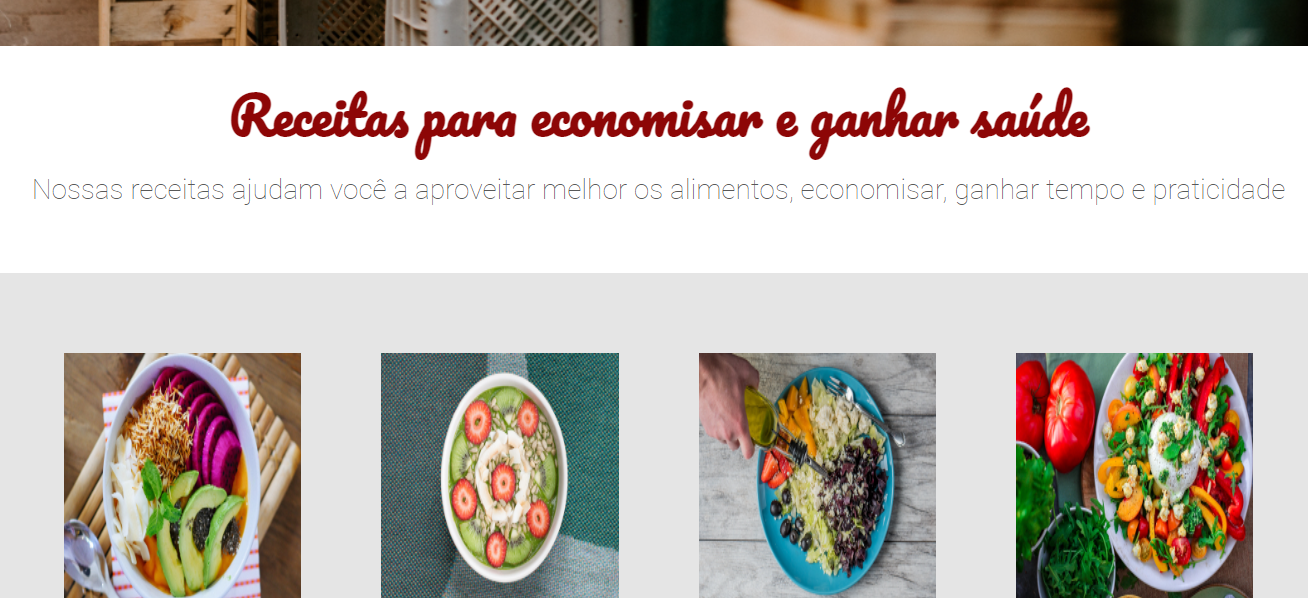 Receitas para economisar e ganhar saúde
Nossas receitas ajudam você a aproveitar melhor os alimentos, economisar, ganhar tempo e praticidade